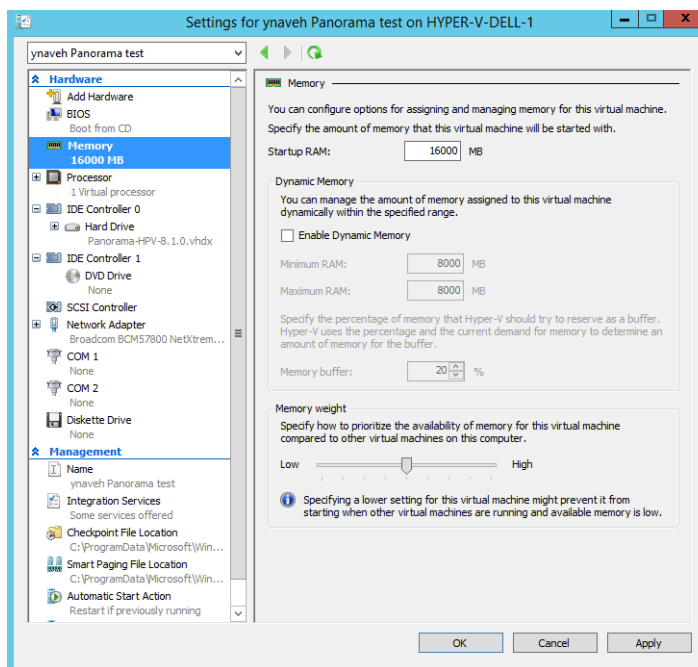 Settings for ynaveh Panorama test on HYPER-V-DELL-1
ynaveh Panorama test
Hardware
Add Hardware
BIOS
Boot from CD
Memory
16000 MB
Processor
1 Virtual processor
IDE Controller 0
Hard Drive
Panorama-HPV-8.1.0.vhdx
IDE Controller 1
DVD Drive
None
SCSI Controller
Network Adapter
Broadcom BCM57800 NetXtrem...
COM 1
None
COM 2
None
Diskette Drive
None
Management
Name
ynaveh Panorama test
Integration Services
Some services offered
Checkpoint File Location
C:\ProgramData\Microsoft\Win...
Smart Paging File Location
C:\ProgramData\Microsoft\Win...
Automatic Start Action
Restart if previously running
Memory
You can configure options for assigning and managing memory for this virtual machine.
Specify the amount of memory that this virtual machine will be started with.
Startup RAM: 16000 MB
Dynamic Memory
You can manage the amount of memory assigned to this virtual machine
dynamically within the specified range.
Enable Dynamic Memory
Minimum RAM: 8000 MB
Maximum RAM: 8000 MB
Specify the percentage of memory that Hyper-V should try to reserve as a buffer.
Hyper-V uses the percentage and the current demand for memory to determine an
amount of memory for the buffer.
Memory buffer: 20 %
Memory weight
Specify how to prioritize the availability of memory for this virtual machine
compared to other virtual machines on this computer.
Low High
Specifying a lower setting for this virtual machine might prevent it from
starting when other virtual machines are running and available memory is low.
OK Cancel Apply